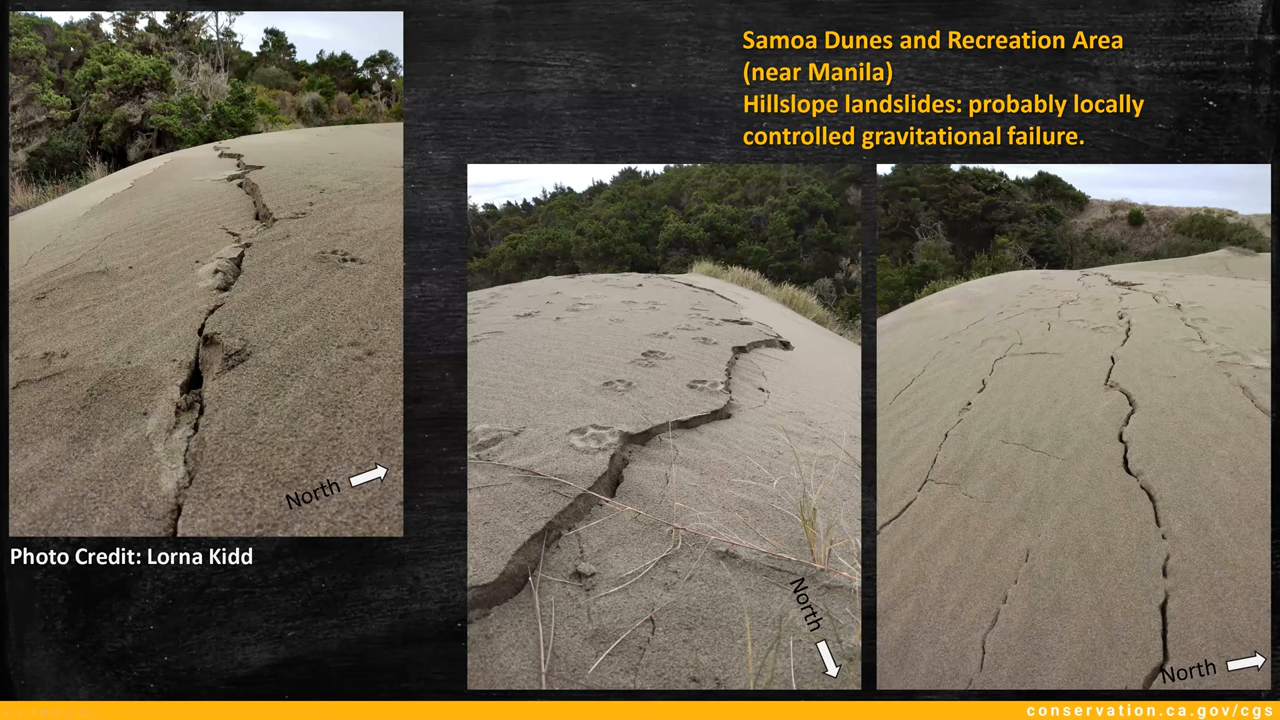 Samoa Dunes and Recreation Area
(near Manila)
Hillslope landslides: probably locally
controlled gravitational failure.
North
Photo Credit: Lorna Kidd
North
North
conservation.ca.gov/cgs